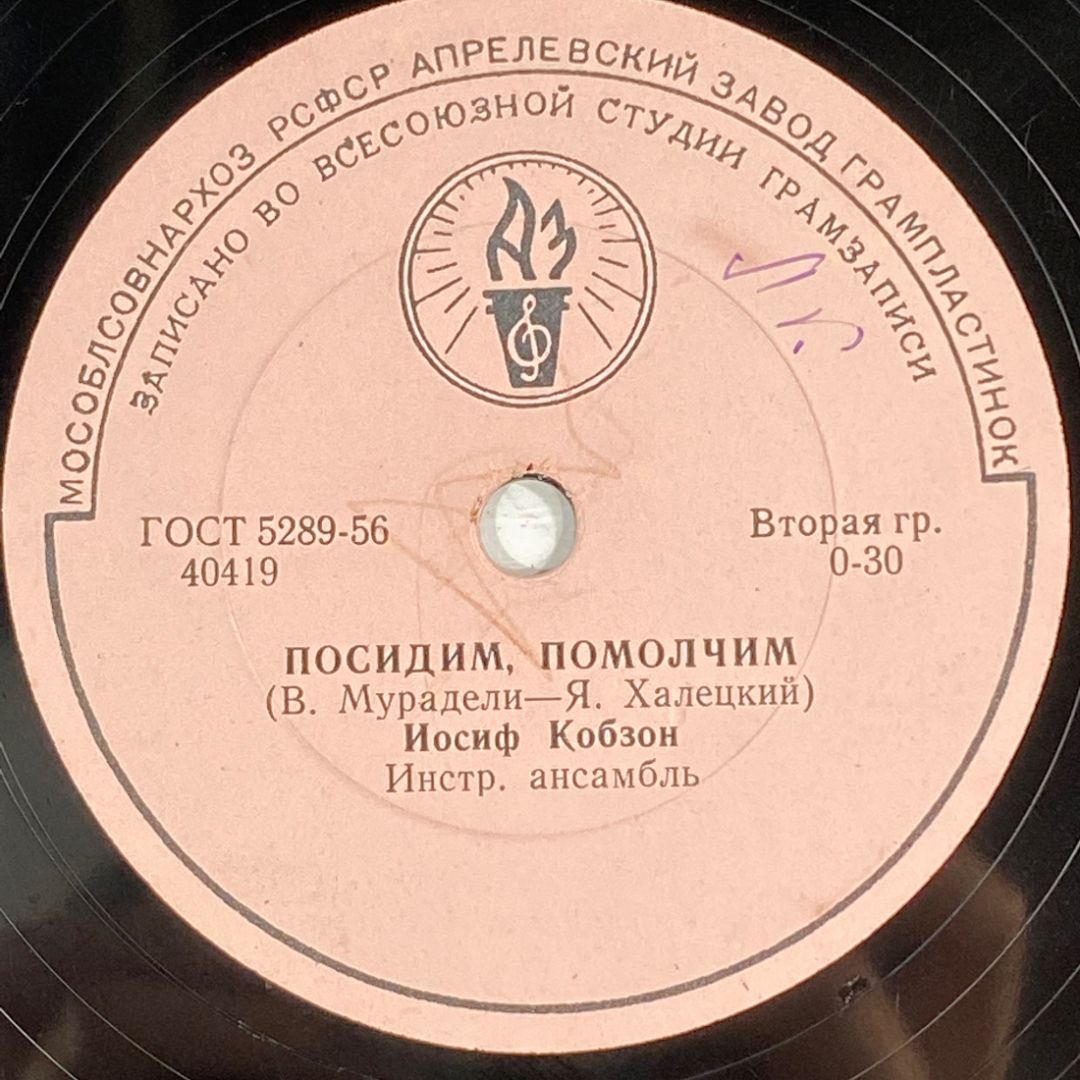 МОСОБЛСОВНАРХОЗ РСФСР АПРЕЛЕВСКИЙ ЗАВОД ГРАМПЛАСТИНОК
ЗАПИСАНО ВО ВСЕСОЮЗНОЙ СТУДИИ ГРАМЗАПИСИ
АЗ
ГОСТ 5289-56
40419
Вторая гр.
0-30
ПОСИДИМ, ПОМОЛЧИМ
(В. Мурадели—Я. Халецкий)
Иосиф Кобзон
Инстр. ансамбль